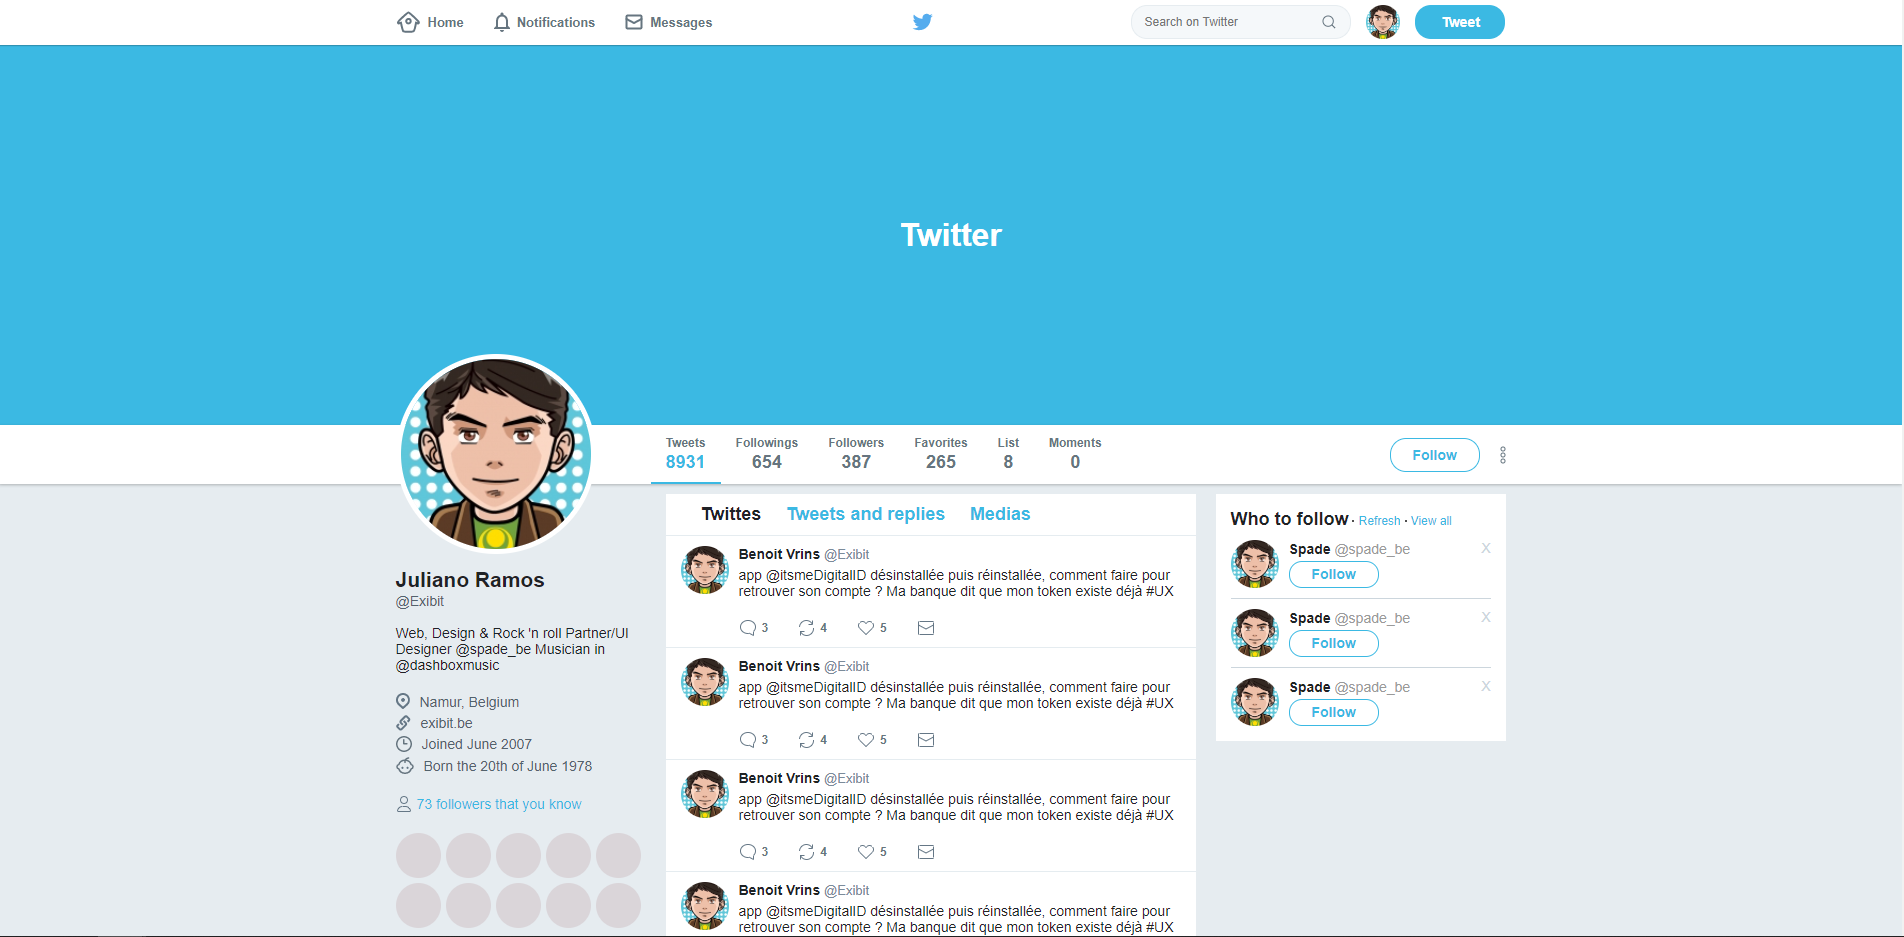 Home Notifications Messages Search on Twitter Tweet
Twitter
Tweets Followings Followers Favorites List Moments
8931 654 387 265 8 0
Follow
Juliano Ramos
@Exibit
Web, Design & Rock 'n roll Partner/UI
Designer @spade_be Musician in
@dashboxmusic
Namur, Belgium
exibit.be
Joined June 2007
Born the 20th of June 1978
73 followers that you know
Twittes Tweets and replies Medias
Benoit Vrins @Exibit
app @itsmeDigitalID désinstallée puis réinstallée, comment faire pour
retrouver son compte ? Ma banque dit que mon token existe déjà #UX
3 4 5
Benoit Vrins @Exibit
app @itsmeDigitalID désinstallée puis réinstallée, comment faire pour
retrouver son compte ? Ma banque dit que mon token existe déjà #UX
3 4 5
Benoit Vrins @Exibit
app @itsmeDigitalID désinstallée puis réinstallée, comment faire pour
retrouver son compte ? Ma banque dit que mon token existe déjà #UX
3 4 5
Benoit Vrins @Exibit
app @itsmeDigitalID désinstallée puis réinstallée, comment faire pour
retrouver son compte ? Ma banque dit que mon token existe déjà #UX
Who to follow · Refresh · View all
Spade @spade_be X
Follow
Spade @spade_be X
Follow
Spade @spade_be X
Follow